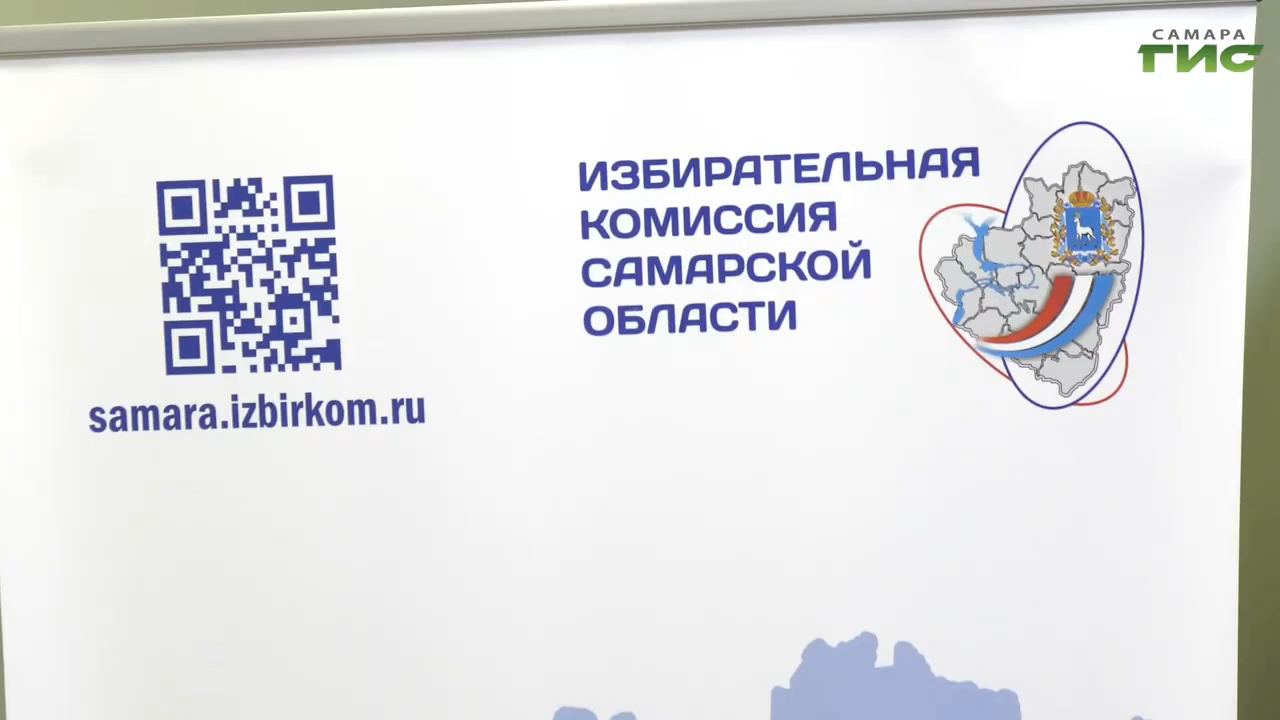 САМАРА
ГИС
ИЗБИРАТЕЛЬНАЯ
КОМИССИЯ
САМАРСКОЙ
ОБЛАСТИ
samara.izbirkom.ru